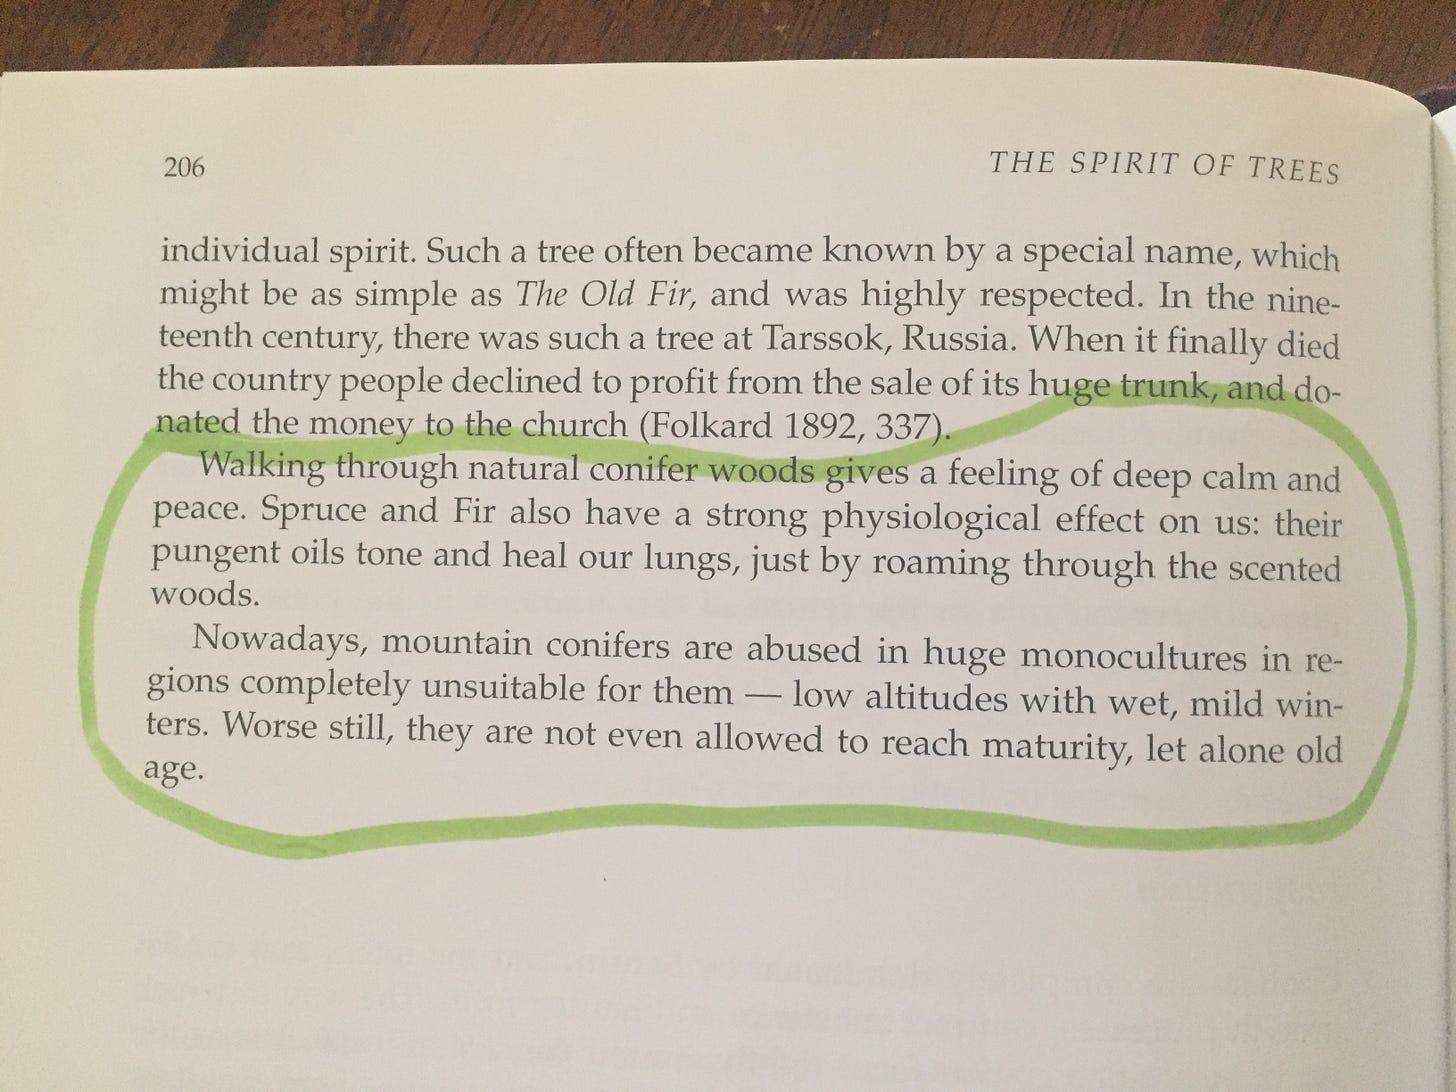 206 THE SPIRIT OF TREES
individual spirit. Such a tree often became known by a special name, which
might be as simple as The Old Fir, and was highly respected. In the nine-
teenth century, there was such a tree at Tarssok, Russia. When it finally died
the country people declined to profit from the sale of its huge trunk, and do-
nated the money to the church (Folkard 1892, 337).
Walking through natural conifer woods gives a feeling of deep calm and
peace. Spruce and Fir also have a strong physiological effect on us: their
pungent oils tone and heal our lungs, just by roaming through the scented
woods.
Nowadays, mountain conifers are abused in huge monocultures in re-
gions completely unsuitable for them — low altitudes with wet, mild win-
ters. Worse still, they are not even allowed to reach maturity, let alone old
age.